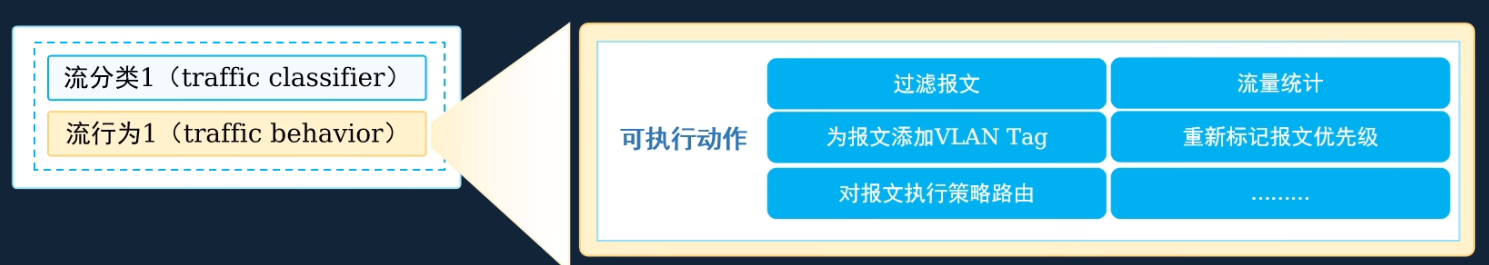 流分类1（traffic classifier）
流行为1（traffic behavior）
可执行动作
过滤报文
流量统计
为报文添加VLAN Tag
重新标记报文优先级
对报文执行策略路由
.........